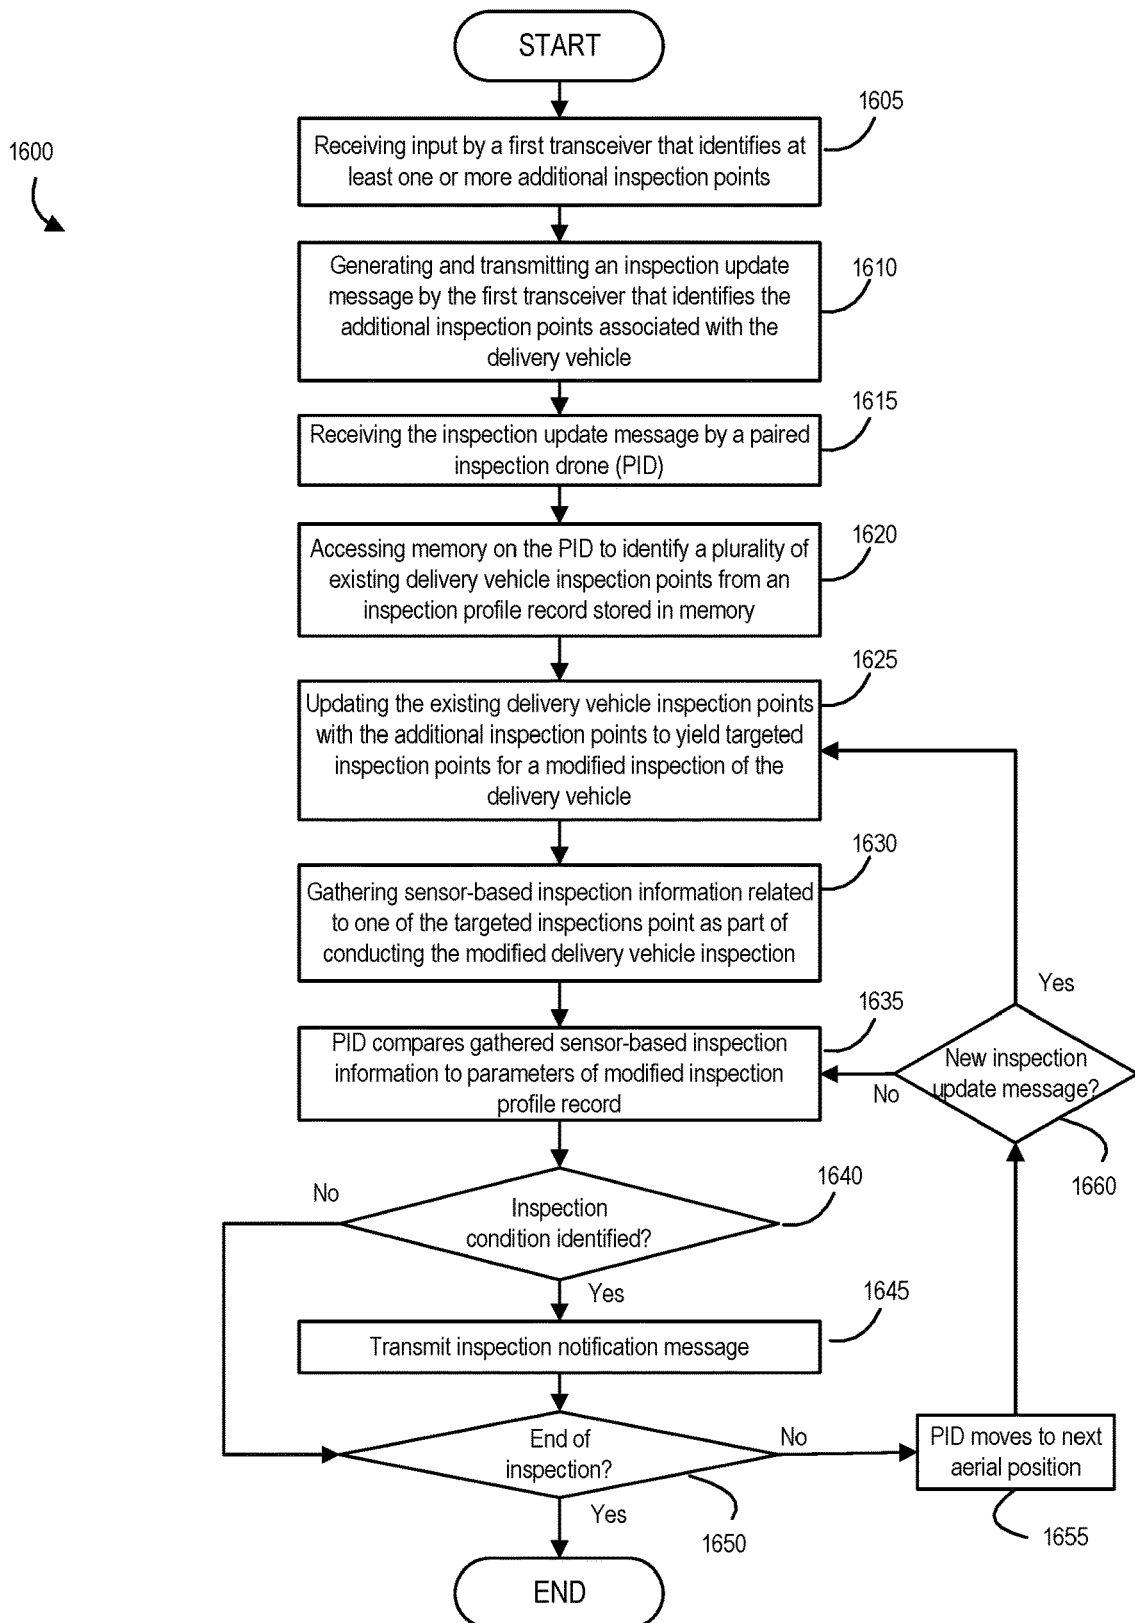 START
1605
Receiving input by a first transceiver that identifies at
least one or more additional inspection points
1600
Generating and transmitting an inspection update
message by the first transceiver that identifies the
additional inspection points associated with the
delivery vehicle
1610
1615
Receiving the inspection update message by a paired
inspection drone (PID)
Accessing memory on the PID to identify a plurality of
existing delivery vehicle inspection points from an
inspection profile record stored in memory
1620
1625
Updating the existing delivery vehicle inspection points
with the additional inspection points to yield targeted
inspection points for a modified inspection of the
delivery vehicle
1630
Gathering sensor-based inspection information related
to one of the targeted inspections point as part of
conducting the modified delivery vehicle inspection
Yes
1635
PID compares gathered sensor-based inspection
information to parameters of modified inspection
profile record
New inspection
update message?
No
1660
1640
No
Inspection
condition identified?
Yes
1645
Transmit inspection notification message
End of
inspection?
No
PID moves to next
aerial position
Yes
1650
1655
END